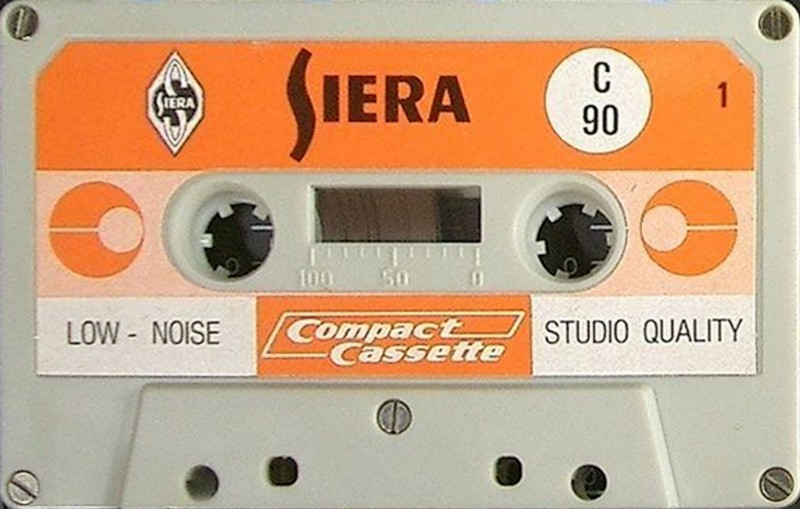 SIERA
SIERA
C
90
1
100 50 0
LOW - NOISE
Compact
Cassette
STUDIO QUALITY